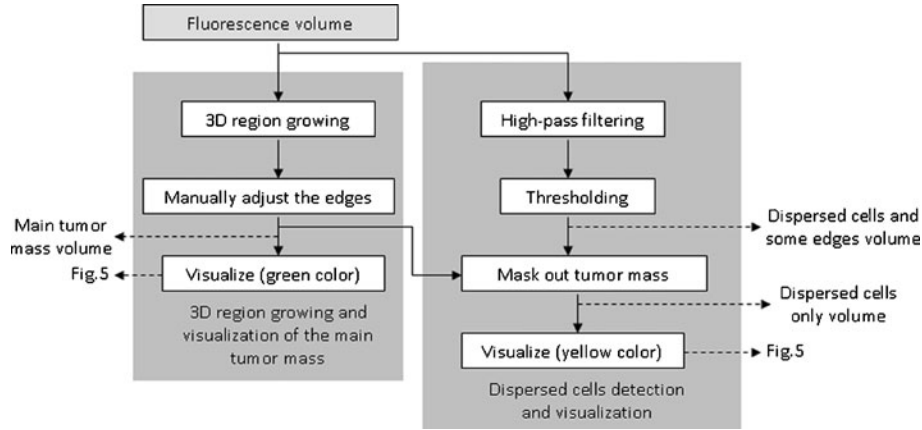 Fluorescence volume
3D region growing
High-pass filtering
Manually adjust the edges
Thresholding
Main tumor
mass volume
Dispersed cells and
some edges volume
Fig.5
Visualize (green color)
Mask out tumor mass
3D region growing and
visualization of the main
tumor mass
Dispersed cells
only volume
Visualize (yellow color)
Fig.5
Dispersed cells detection
and visualization